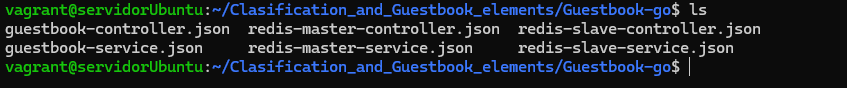 vagrant@servidorUbuntu:~/Clasification_and_Guestbook_elements/Guestbook-go$ ls
guestbook-controller.json  redis-master-controller.json  redis-slave-controller.json
guestbook-service.json     redis-master-service.json     redis-slave-service.json
vagrant@servidorUbuntu:~/Clasification_and_Guestbook_elements/Guestbook-go$